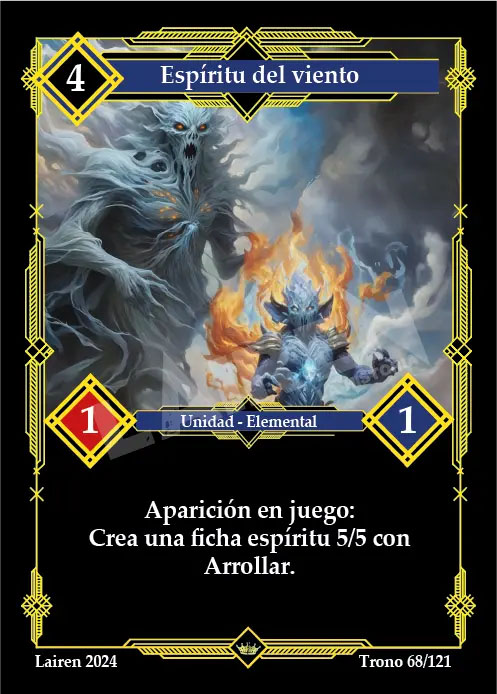 4
Espíritu del viento
1
Unidad - Elemental
1
Aparición en juego:
Crea una ficha espíritu 5/5 con
Arrollar.
Lairen 2024
Trono 68/121